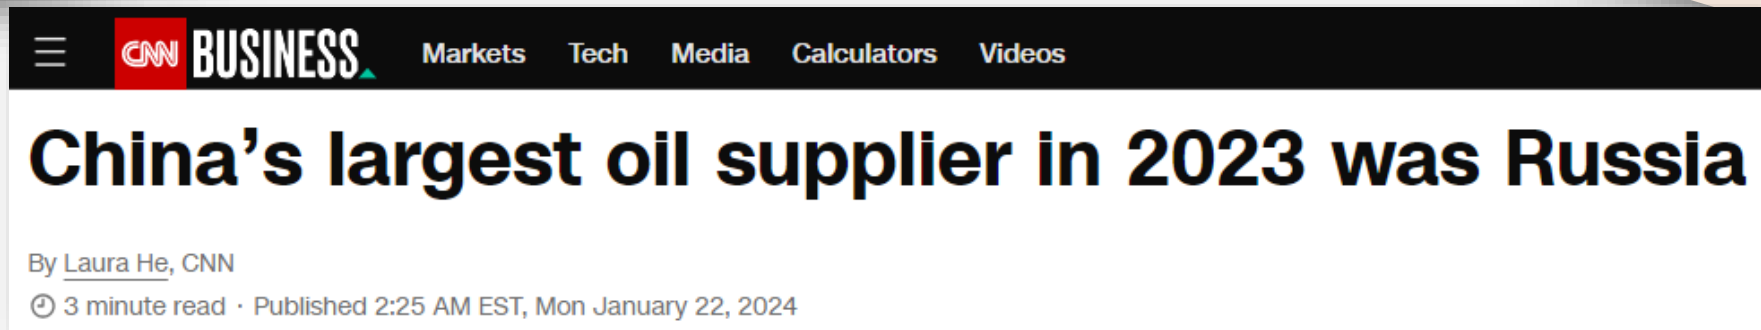 CNN BUSINESS Markets Tech Media Calculators Videos
China’s largest oil supplier in 2023 was Russia
By Laura He, CNN
3 minute read · Published 2:25 AM EST, Mon January 22, 2024